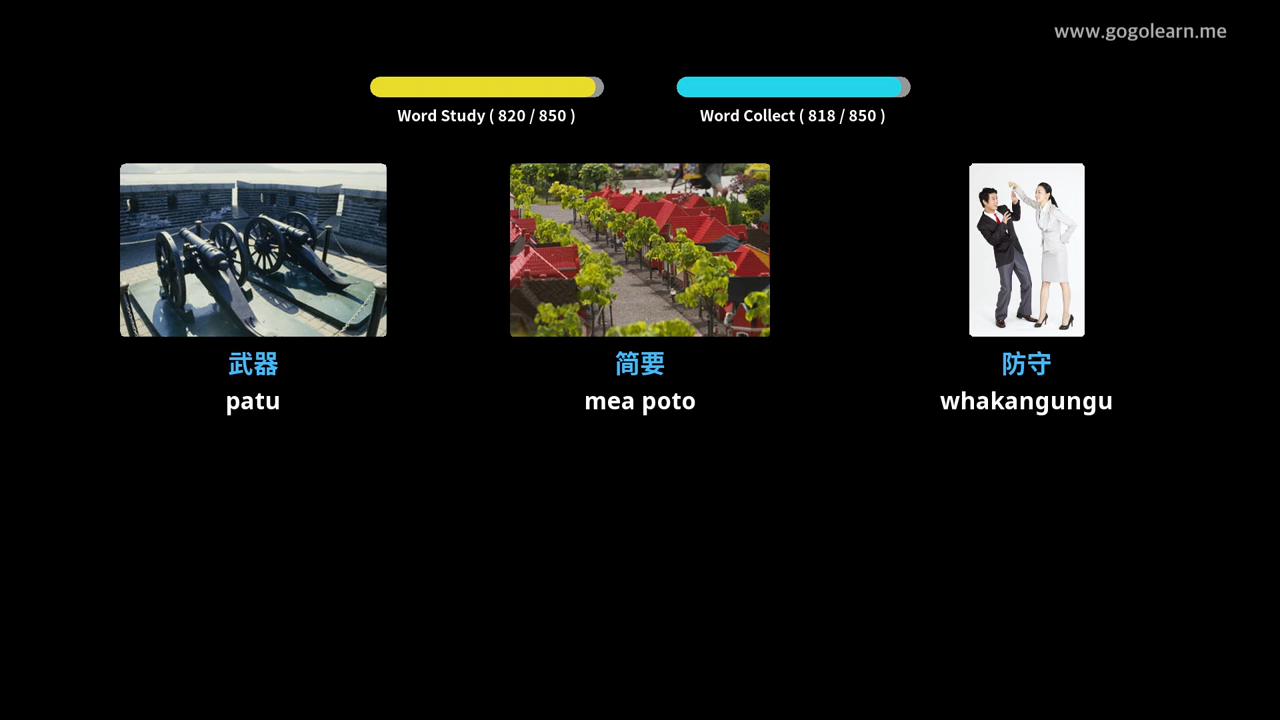 www.gogolearn.me
Word Study ( 820 / 850 )
Word Collect ( 818 / 850 )
武器
patu
简要
mea poto
防守
whakangungu